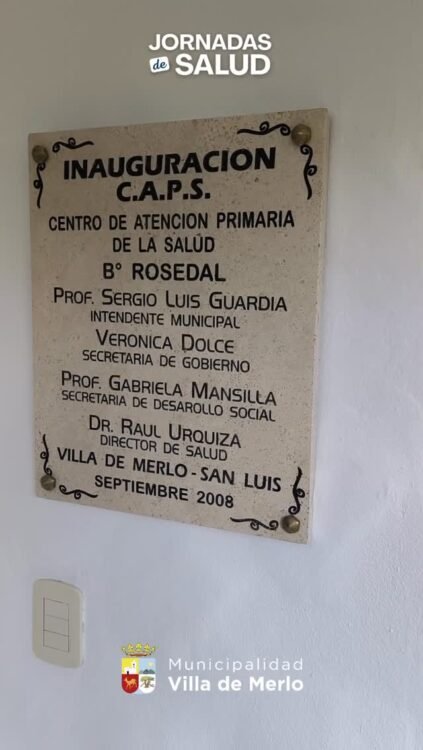 JORNADAS
de SALUD
INAUGURACION
C.A.P.S.
CENTRO DE ATENCION PRIMARIA
DE LA SALUD
B° ROSEDAL
PROF. SERGIO LUIS GUARDIA
INTENDENTE MUNICIPAL
VERONICA DOLCE
SECRETARIA DE GOBIERNO
PROF. GABRIELA MANSILLA
SECRETARIA DE DESAROLLO SOCIAL
DR. RAUL URQUIZA
DIRECTOR DE SALUD
VILLA DE MERLO - SAN LUIS
SEPTIEMBRE 2008
Municipalidad
Villa de Merlo